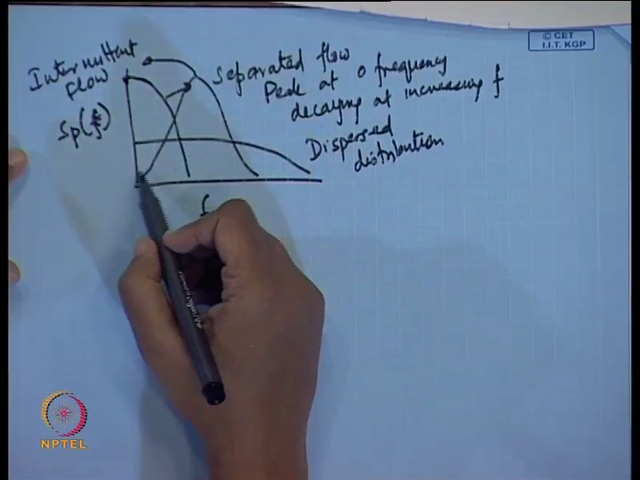 © CET
I.I.T. KGP
Intermittent
flow
Separated flow
Peak at 0 frequency
decaying at increasing f
Sp(f)
Dispersed
distribution
f
NPTEL